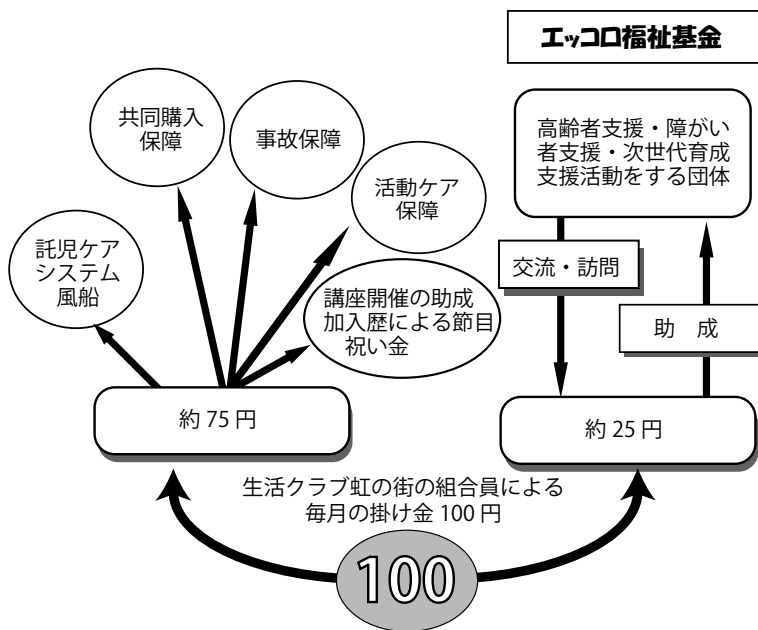 エッコロ福祉基金
共同購入
保障
事故保障
活動ケア
保障
託児ケア
システム
風船
講座開催の助成
加入歴による節目
祝い金
高齢者支援・障がい
者支援・次世代育成
支援活動をする団体
交流・訪問
助　成
約 75 円
約 25 円
生活クラブ虹の街の組合員による
毎月の掛け金 100 円
100